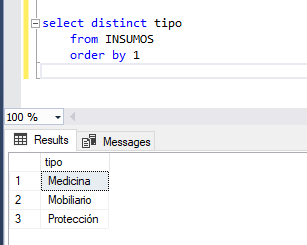 select distinct tipo
from INSUMOS
order by 1
100 %
Results Messages
tipo
1 Medicina
2 Mobiliario
3 Protección